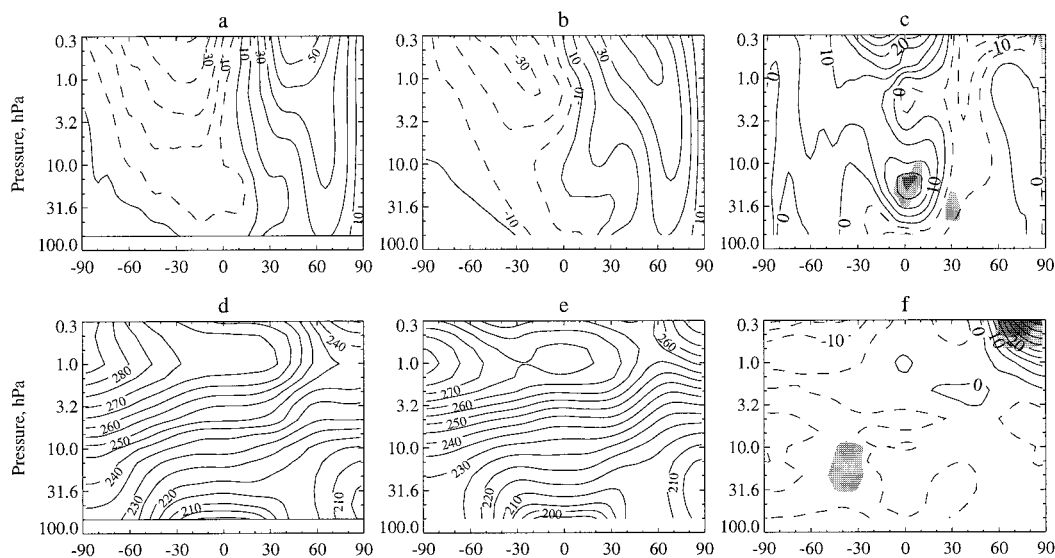 a b c
0.3 1.0 3.2 10.0 31.6 100.0
Pressure, hPa
-30 -10 10 30 50 10
-30 -10 10 30 -10 10
0 10 20 -10 0 10 0 0 0
-90 -60 -30 0 30 60 90 -90 -60 -30 0 30 60 90 -90 -60 -30 0 30 60 90
d e f
0.3 1.0 3.2 10.0 31.6 100.0
Pressure, hPa
280 270 260 250 240 230 220 210 240 210
270 260 250 240 230 220 210 200 260 210
-10 0 10 20 0
-90 -60 -30 0 30 60 90 -90 -60 -30 0 30 60 90 -90 -60 -30 0 30 60 90